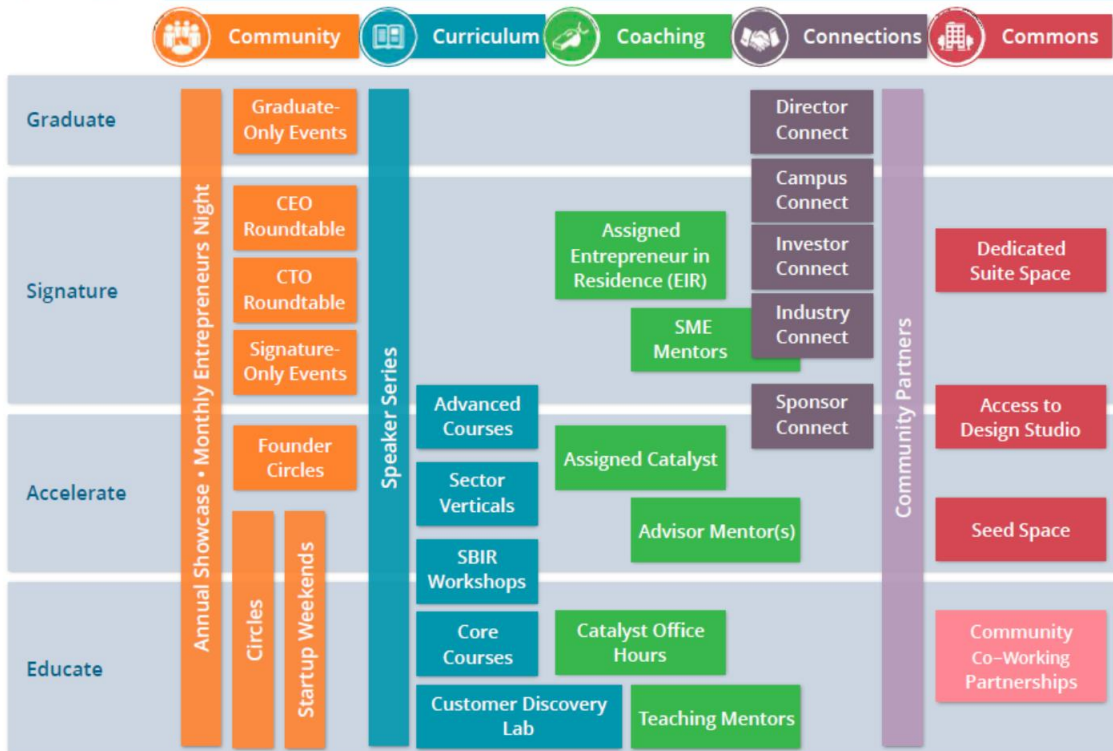 Community
Curriculum
Coaching
Connections
Commons
Graduate
Signature
Accelerate
Educate
Annual Showcase • Monthly Entrepreneurs Night
Graduate-
Only Events
CEO
Roundtable
CTO
Roundtable
Signature-
Only Events
Founder
Circles
Circles
Startup Weekends
Speaker Series
Advanced
Courses
Sector
Verticals
SBIR
Workshops
Core
Courses
Customer Discovery
Lab
Assigned
Entrepreneur in
Residence (EIR)
SME
Mentors
Assigned Catalyst
Advisor Mentor(s)
Catalyst Office
Hours
Teaching Mentors
Director
Connect
Campus
Connect
Investor
Connect
Industry
Connect
Sponsor
Connect
Community Partners
Dedicated
Suite Space
Access to
Design Studio
Seed Space
Community
Co–Working
Partnerships